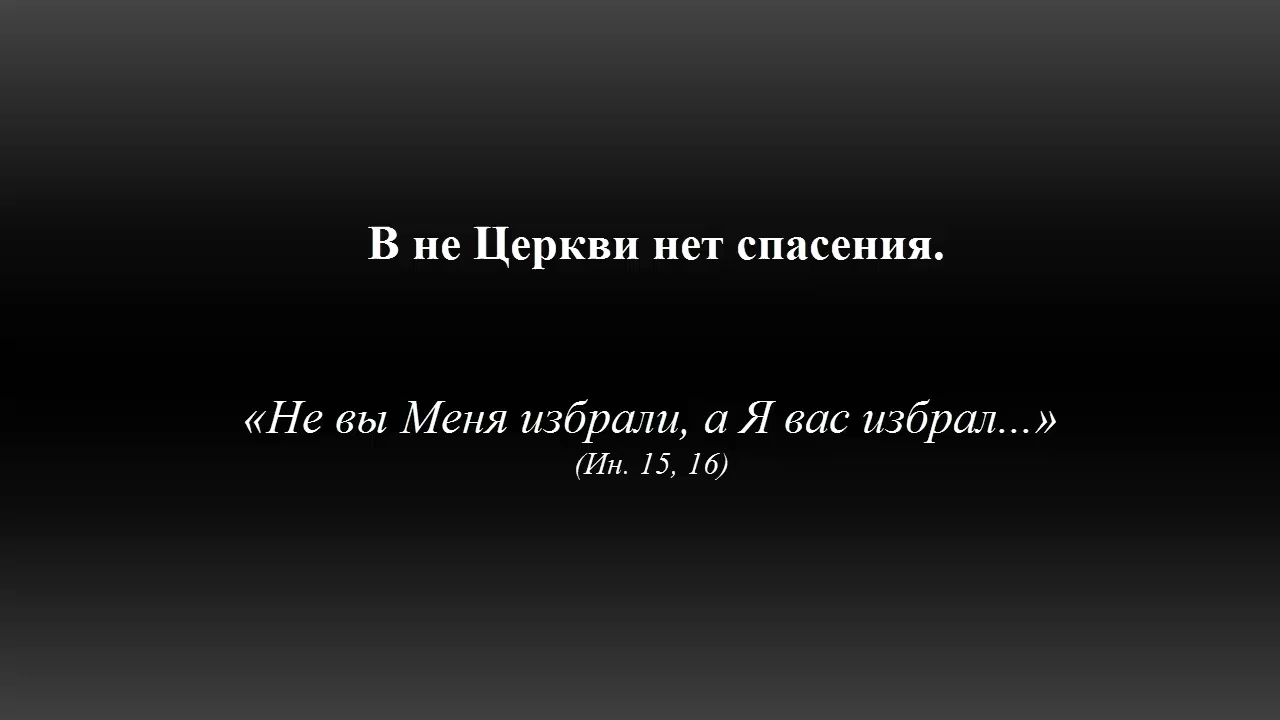 В не Церкви нет спасения.
«Не вы Меня избрали, а Я вас избрал...»
(Ин. 15, 16)